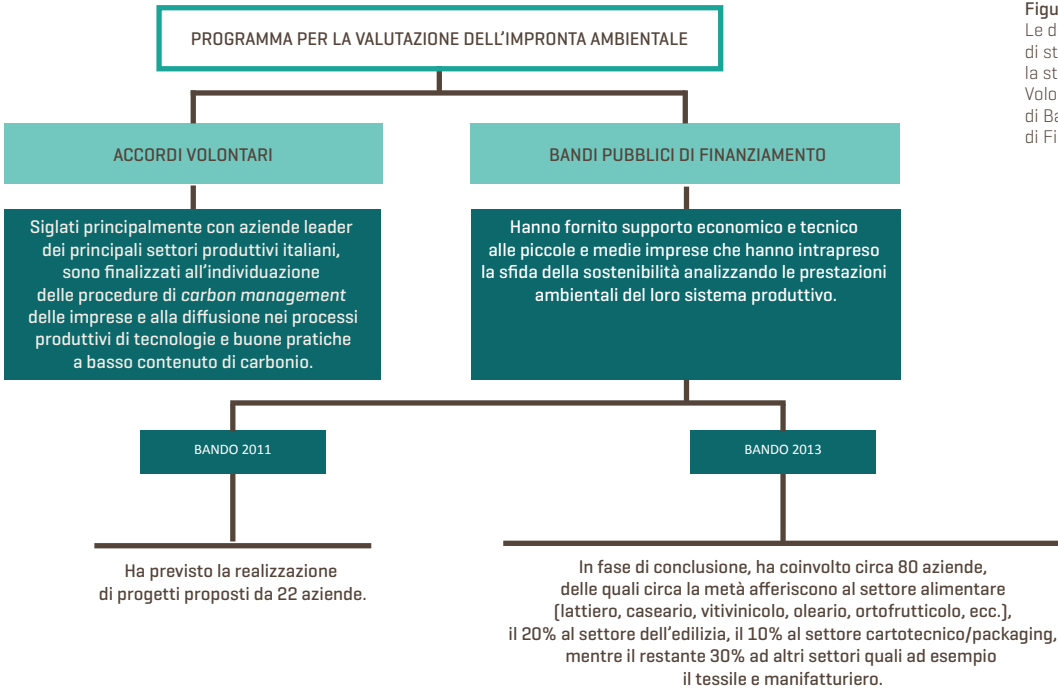 PROGRAMMA PER LA VALUTAZIONE DELL'IMPRONTA AMBIENTALE
ACCORDI VOLONTARI
Siglati principalmente con aziende leader
dei principali settori produttivi italiani,
sono finalizzati all'individuazione
delle procedure di carbon management
delle imprese e alla diffusione nei processi
produttivi di tecnologie e buone pratiche
a basso contenuto di carbonio.
BANDI PUBBLICI DI FINANZIAMENTO
Hanno fornito supporto economico e tecnico
alle piccole e medie imprese che hanno intrapreso
la sfida della sostenibilità analizzando le prestazioni
ambientali del loro sistema produttivo.
BANDO 2011
Ha previsto la realizzazione
di progetti proposti da 22 aziende.
BANDO 2013
In fase di conclusione, ha coinvolto circa 80 aziende,
delle quali circa la metà afferiscono al settore alimentare
(lattiero, caseario, vitivinicolo, oleario, ortofrutticolo, ecc.),
il 20% al settore dell'edilizia, il 10% al settore cartotecnico/packaging,
mentre il restante 30% ad altri settori quali ad esempio
il tessile e manifatturiero.
Le
di
la
di
di